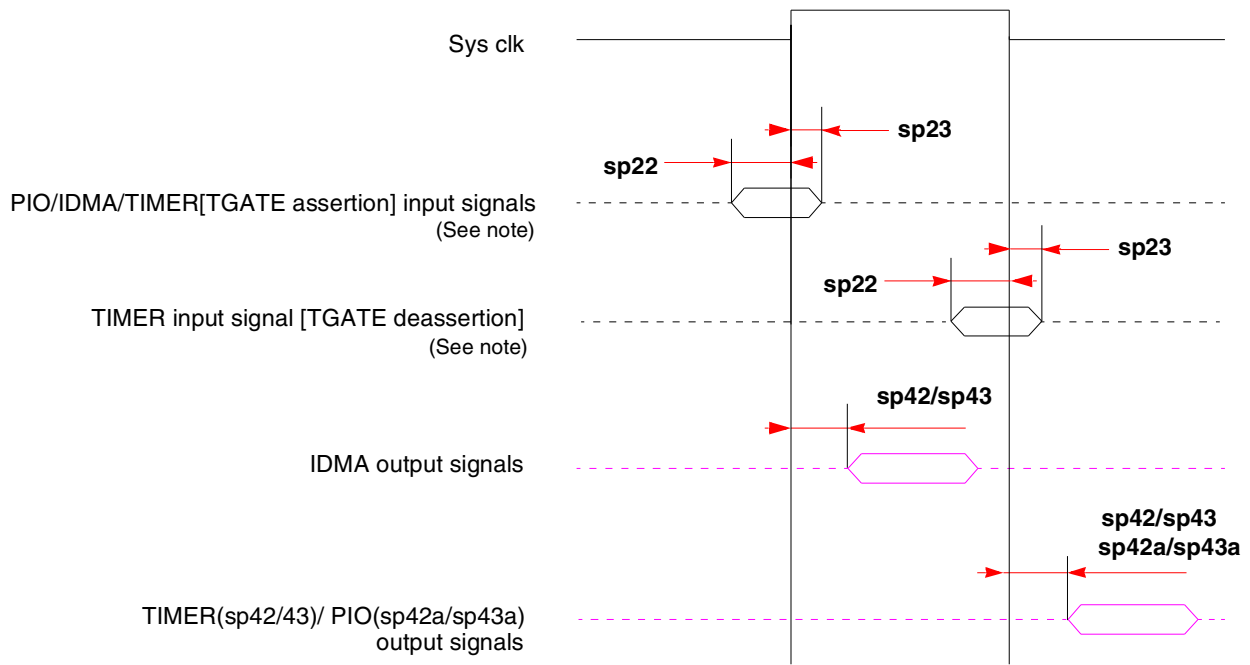 Sys clk
sp23
sp22
PIO/IDMA/TIMER[TGATE assertion] input signals
(See note)
sp23
sp22
TIMER input signal [TGATE deassertion]
(See note)
sp42/sp43
IDMA output signals
sp42/sp43
sp42a/sp43a
TIMER(sp42/43)/ PIO(sp42a/sp43a)
output signals